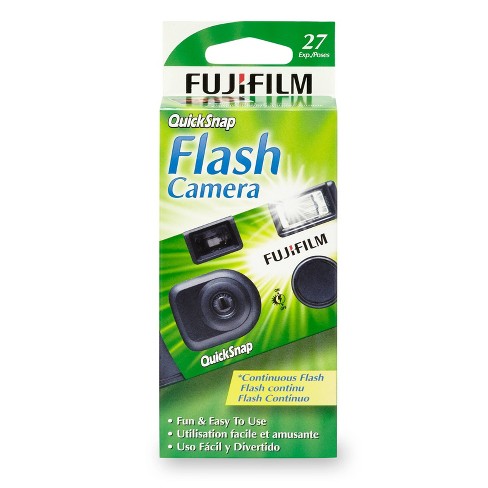 27
Exp./Poses
FUJIFILM
QuickSnap
Flash
Camera
FUJIFILM
QuickSnap
*Continuous Flash
Flash continu
Flash Continuo
• Fun & Easy To Use
• Utilisation facile et amusante
• Uso Fácil y Divertido